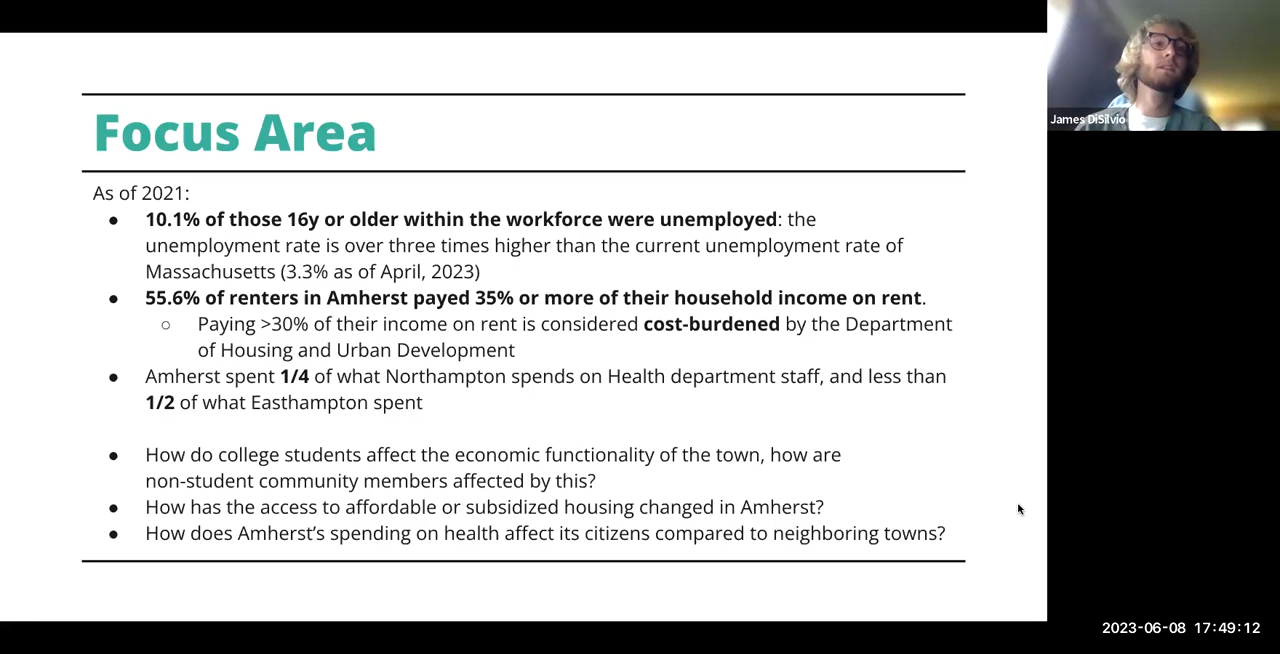 Focus Area
As of 2021:
● 10.1% of those 16y or older within the workforce were unemployed: the
unemployment rate is over three times higher than the current unemployment rate of
Massachusetts (3.3% as of April, 2023)
● 55.6% of renters in Amherst payed 35% or more of their household income on rent.
○ Paying >30% of their income on rent is considered cost-burdened by the Department
of Housing and Urban Development
● Amherst spent 1/4 of what Northampton spends on Health department staff, and less than
1/2 of what Easthampton spent
● How do college students affect the economic functionality of the town, how are
non-student community members affected by this?
● How has the access to affordable or subsidized housing changed in Amherst?
● How does Amherst’s spending on health affect its citizens compared to neighboring towns?
James DiSilvio
2023-06-08 17:49:12